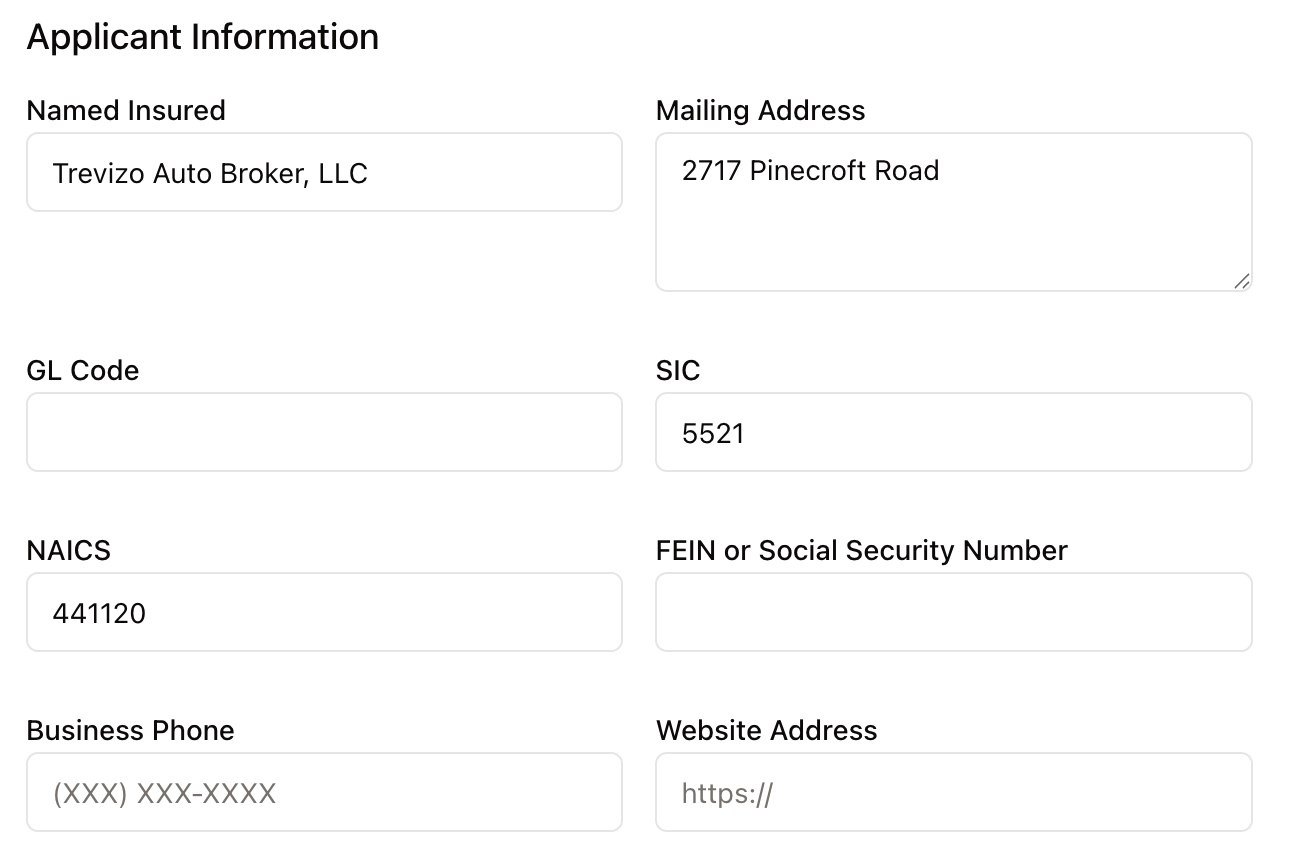 Applicant Information
Named Insured
Trevizo Auto Broker, LLC
Mailing Address
2717 Pinecroft Road
GL Code
SIC
5521
NAICS
441120
FEIN or Social Security Number
Business Phone
(XXX) XXX-XXXX
Website Address
https://